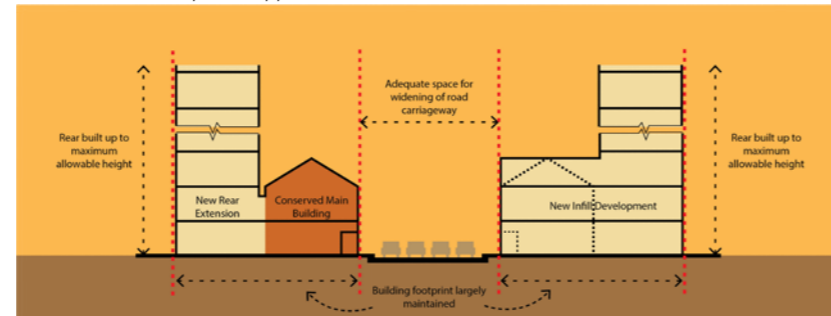 Adequate space for
widening of road
carriageway
Rear built up to
maximum
allowable height
Rear built up to
maximum
allowable height
New Rear
Extension
Conserved Main
Building
New Infill Development
Building footprint largely
maintained